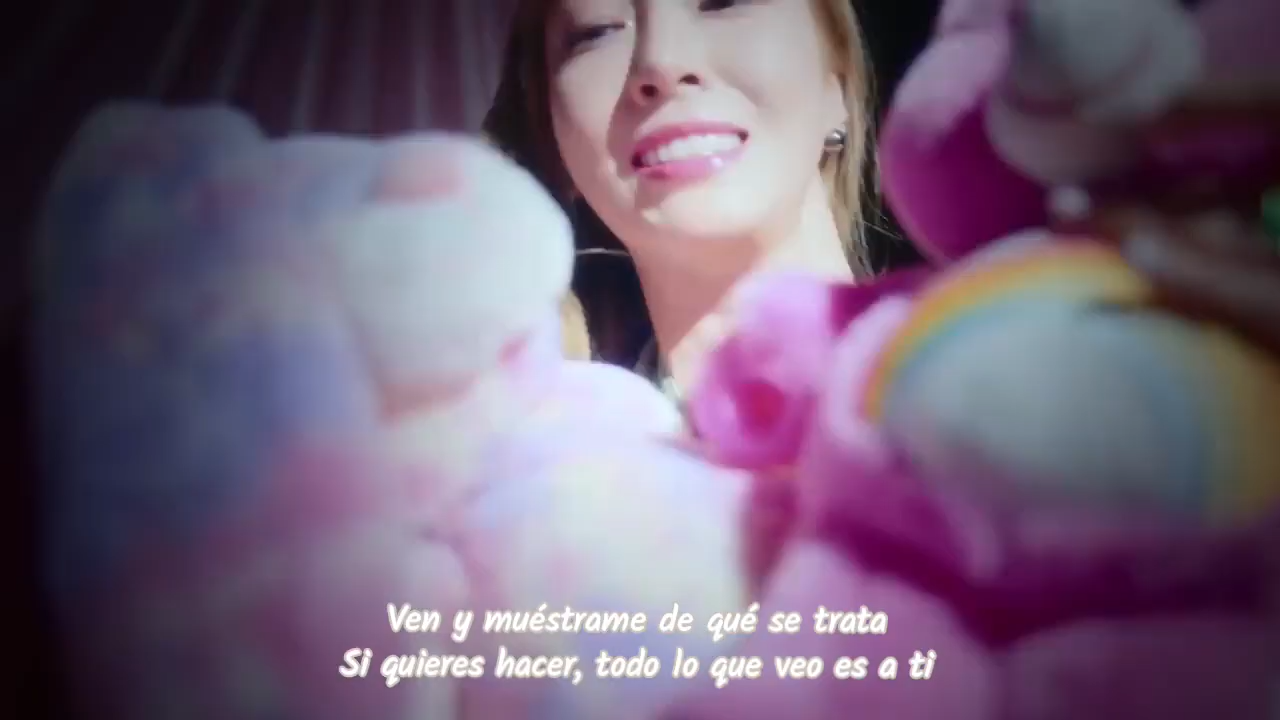 Ven y muéstrame de qué se trata
Si quieres hacer, todo lo que veo es a ti